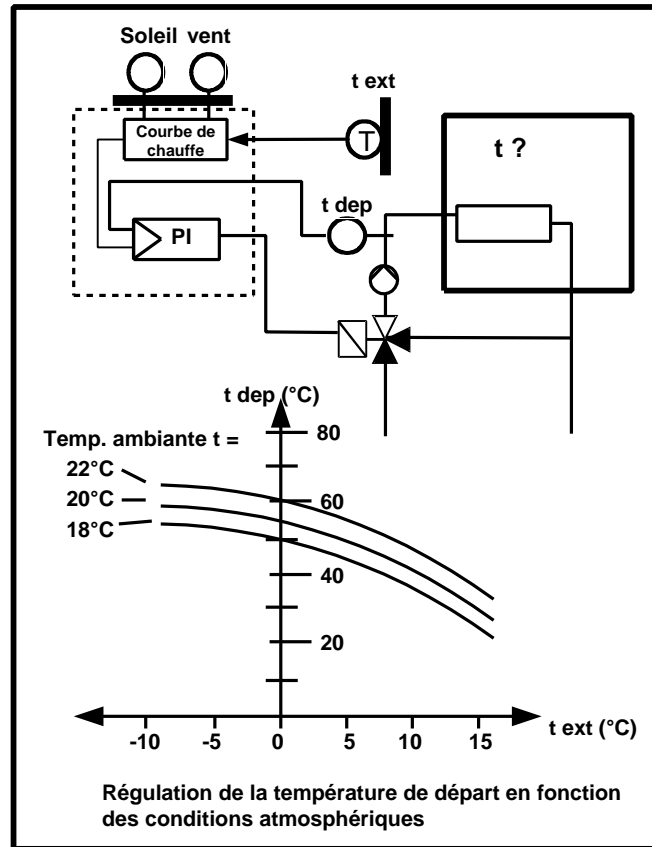 Soleil vent
t ext
Courbe de
chauffe
T
t ?
t dep
PI
t dep (°C)
80
Temp. ambiante t =
22°C
20°C
60
18°C
40
20
-10 -5 0 5 10 15
t ext (°C)
Régulation de la température de départ en fonction
des conditions atmosphériques